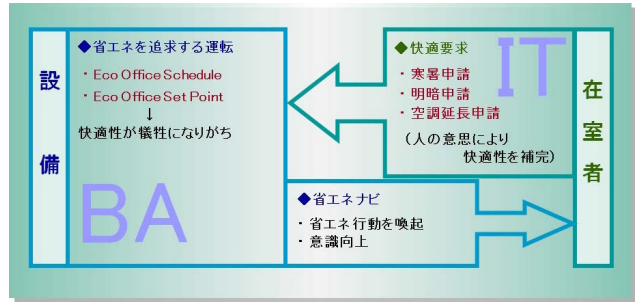 設備
◆省エネを追求する運転
・Eco Office Schedule
・Eco Office Set Point
↓
快適性が犠牲になりがち
BA
◆快適要求
・寒暑申請
・明暗申請
・空調延長申請
(人の意思により
快適性を補完)
IT
◆省エネナビ
・省エネ行動を喚起
・意識向上
在室者